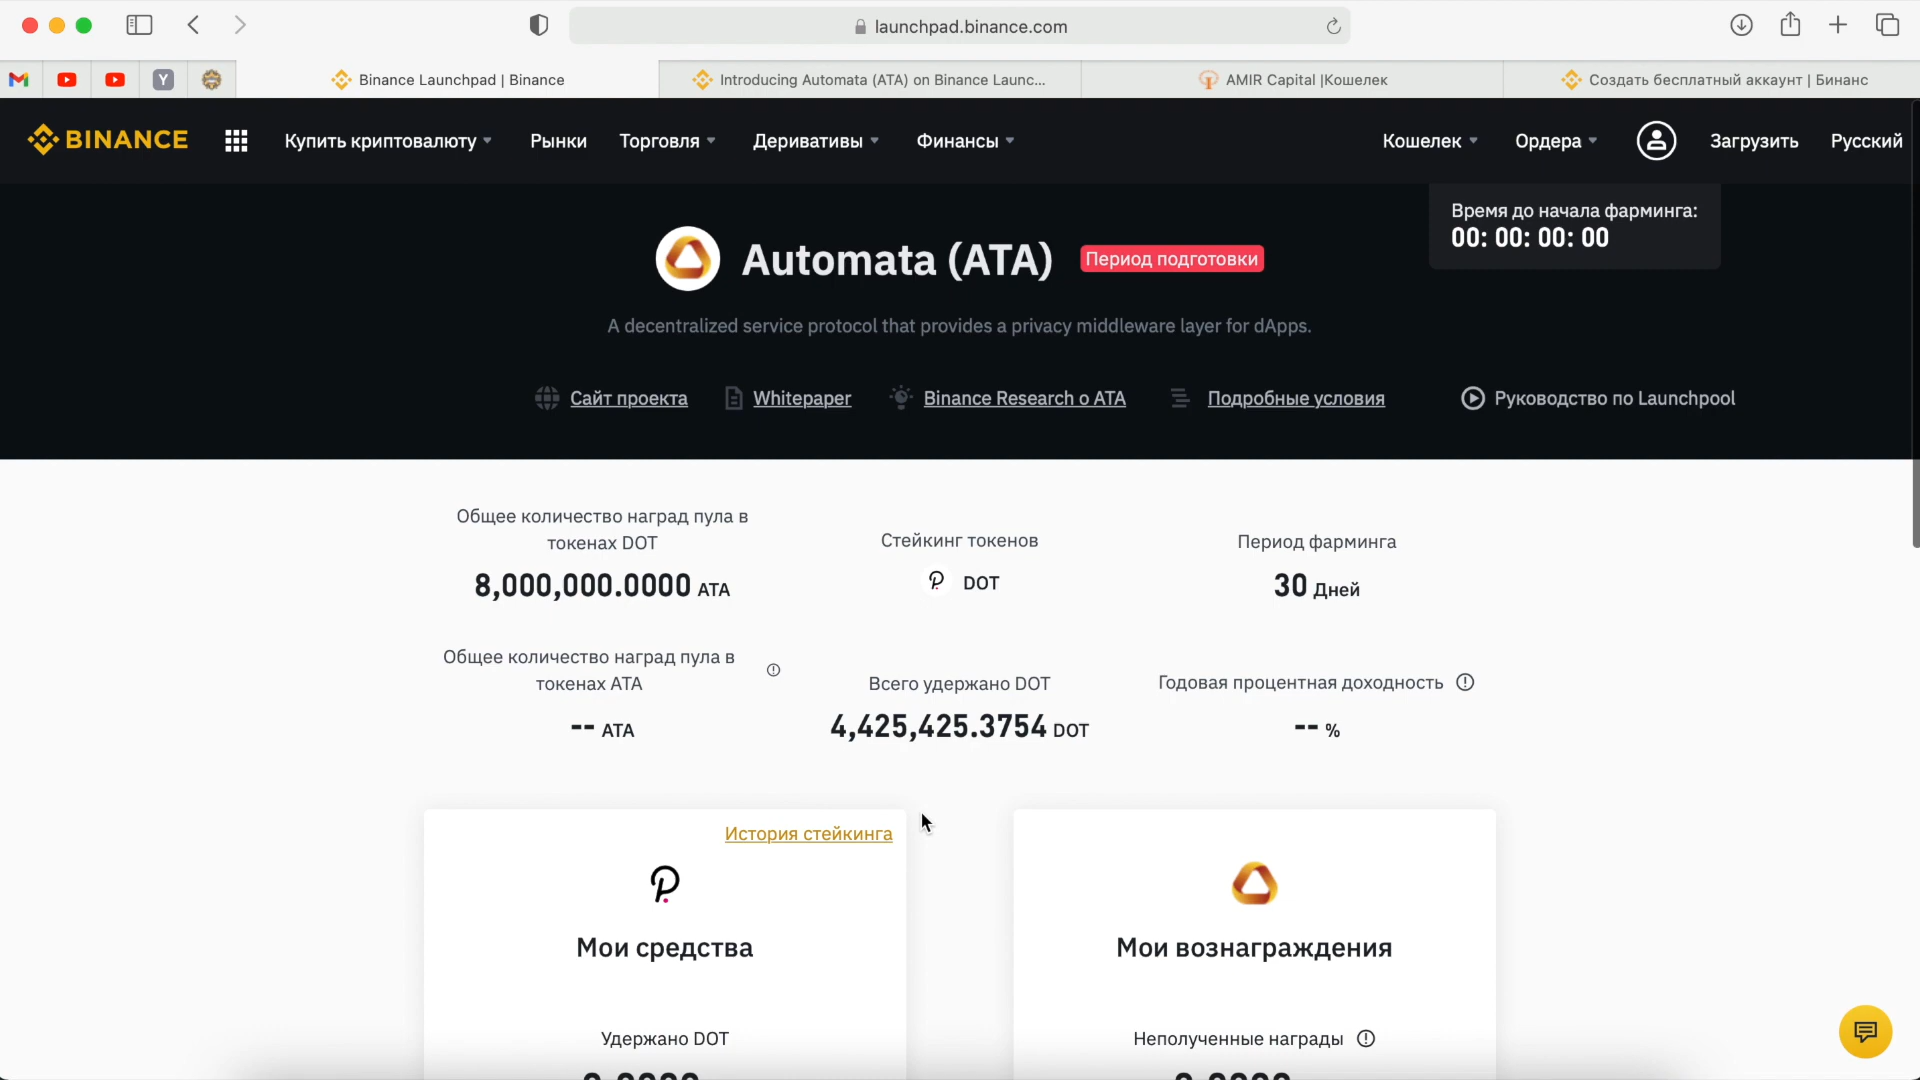 launchpad.binance.com
Y
Binance Launchpad | Binance
Introducing Automata (ATA) on Binance Launc...
AMIR Capital |Кошелек
Создать бесплатный аккаунт | Бинанс
BINANCE
Купить криптовалюту
Рынки
Торговля
Деривативы
Финансы
Кошелек
Ордера
Загрузить
Русский
Время до начала фарминга:
00: 00: 00: 00
Automata (ATA)
Период подготовки
A decentralized service protocol that provides a privacy middleware layer for dApps.
Сайт проекта
Whitepaper
Binance Research о ATA
Подробные условия
Руководство по Launchpool
Общее количество наград пула в
токенах DOT
8,000,000.0000 ATA
Стейкинг токенов
DOT
Период фарминга
30 Дней
Общее количество наград пула в
токенах ATA
-- ATA
Всего удержано DOT
4,425,425.3754 DOT
Годовая процентная доходность
-- %
История стейкинга
Мои средства
Удержано DOT
Мои вознаграждения
Неполученные награды